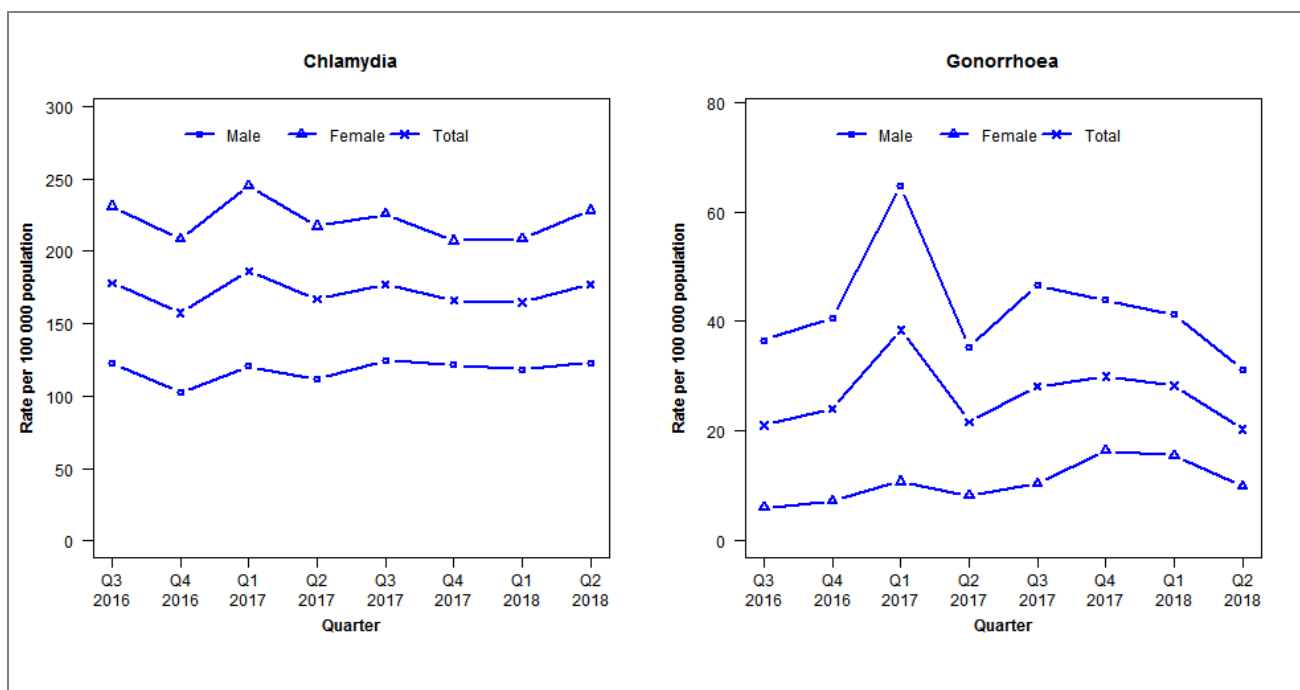 Chlamydia
300
250
200
150
100
50
0
Rate per 100 000 population
Male Female Total
Q3 Q4 Q1 Q2 Q3 Q4 Q1 Q2
2016 2016 2017 2017 2017 2017 2018 2018
Quarter
Gonorrhoea
80
60
40
20
0
Rate per 100 000 population
Male Female Total
Q3 Q4 Q1 Q2 Q3 Q4 Q1 Q2
2016 2016 2017 2017 2017 2017 2018 2018
Quarter